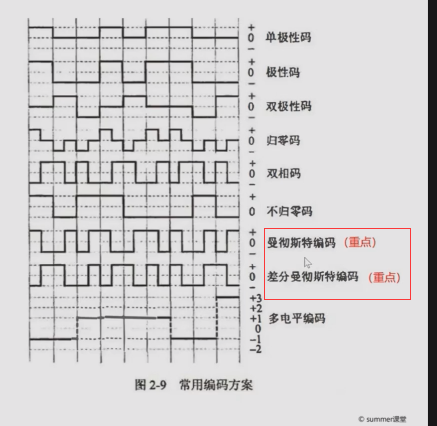 +
0 单极性码
−
+
0 极性码
−
+
0 双极性码
−
+
0 归零码
−
+
0 双相码
−
+
0 不归零码
+
0 曼彻斯特编码 (重点)
−
+
0 差分曼彻斯特编码 (重点)
−
+3
+2
+1 多电平编码
0
−1
−2
图 2-9 常用编码方案
© summer课堂